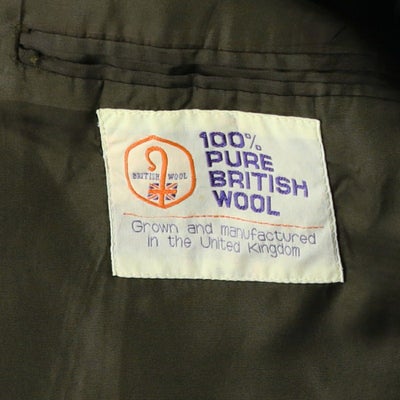 BRITISH WOOL
100%
PURE
BRITISH
WOOL
Grown and manufactured
in the United Kingdom